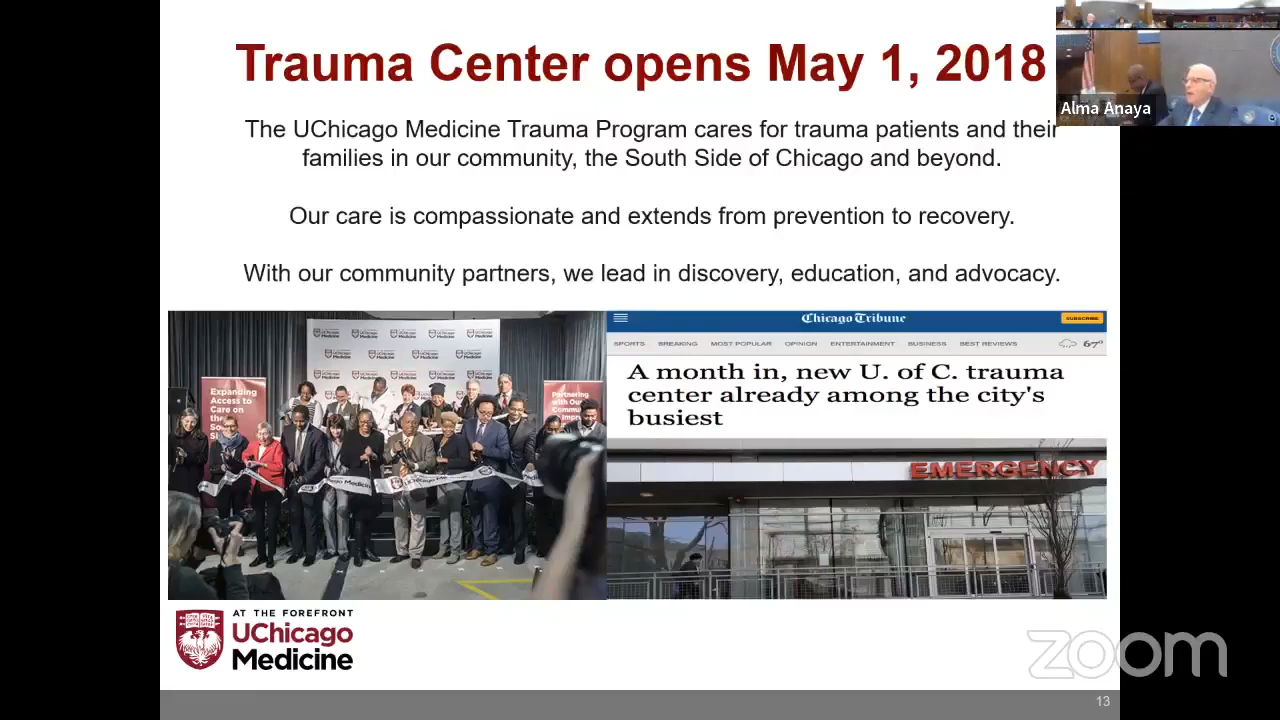 Trauma Center opens May 1, 2018
Alma Anaya
The UChicago Medicine Trauma Program cares for trauma patients and their
families in our community, the South Side of Chicago and beyond.
Our care is compassionate and extends from prevention to recovery.
With our community partners, we lead in discovery, education, and advocacy.
Expanding
Access to
Care on
Partnering
Chicago Tribune
SUBSCRIBE
SPORTS BREAKING MOST POPULAR OPINION ENTERTAINMENT BUSINESS BEST REVIEWS
67°
A month in, new U. of C. trauma
center already among the city's
busiest
EMERGENCY
AT THE FOREFRONT
UChicago
Medicine
zoom
13